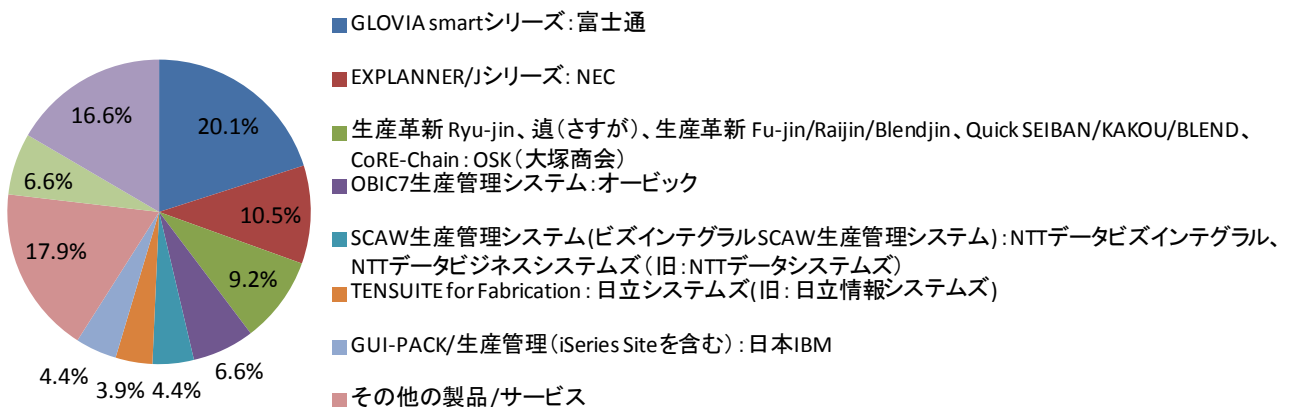 GLOVIA smartシリーズ：富士通
EXPLANNER/Jシリーズ：NEC
生産革新 Ryu-jin、遉（さすが）、生産革新 Fu-jin/Raijin/Blendjin、Quick SEIBAN/KAKOU/BLEND、
CoRE-Chain：OSK（大塚商会）
OBIC7生産管理システム：オービック
SCAW生産管理システム(ビズインテグラルSCAW生産管理システム)：NTTデータビズインテグラル、
NTTデータビジネスシステムズ（旧：NTTデータシステムズ）
TENSUITE for Fabrication：日立システムズ(旧：日立情報システムズ)
GUI-PACK/生産管理（iSeries Siteを含む）：日本IBM
その他の製品/サービス
20.1%
10.5%
9.2%
6.6%
4.4%
3.9%
4.4%
17.9%
6.6%
16.6%